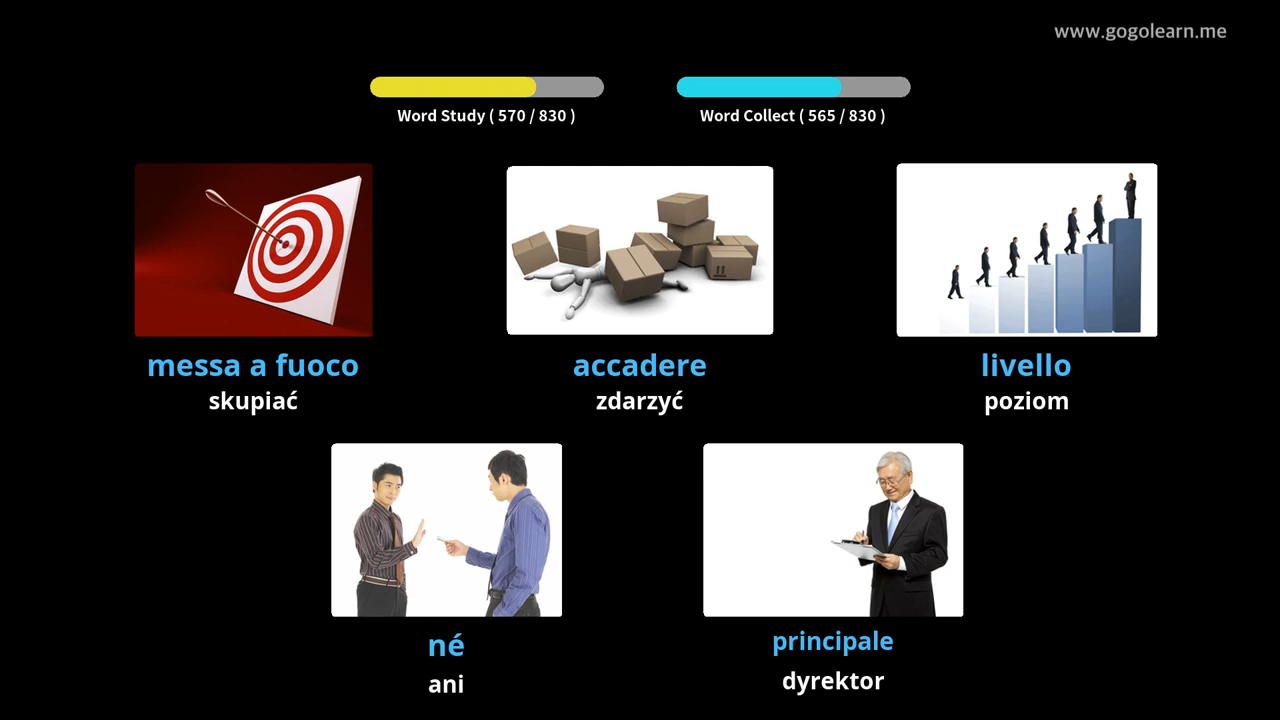 www.gogolearn.me
Word Study ( 570 / 830 )
Word Collect ( 565 / 830 )
messa a fuoco
skupiać
accadere
zdarzyć
livello
poziom
né
ani
principale
dyrektor